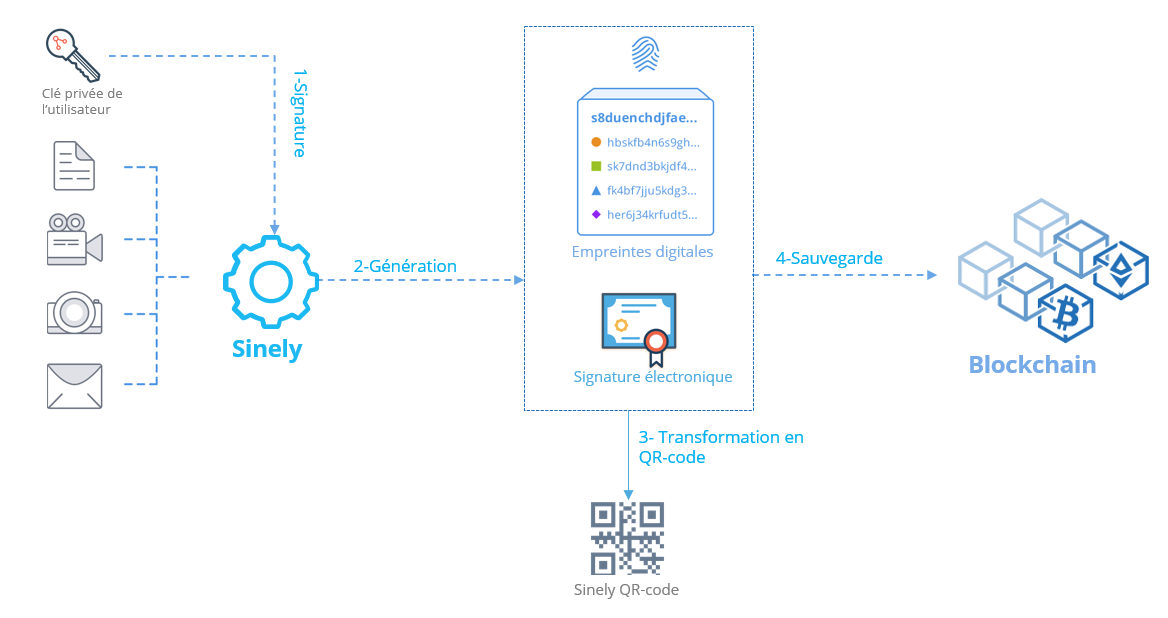 Clé privée de
l’utilisateur
1-Signature
Sinely
2-Génération
s8duenchdjfae...
hbskfb4n6s9gh...
sk7dnd3bkjdf4...
fk4bf7jju5kdg3...
her6j34krfudt5...
Empreintes digitales
Signature électronique
3- Transformation en
QR-code
Sinely QR-code
4-Sauvegarde
Blockchain